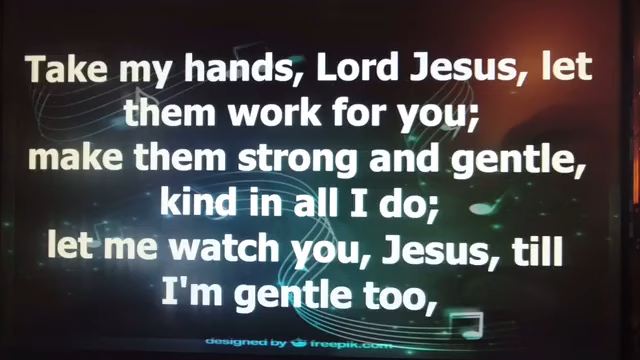 Take my hands, Lord Jesus, let
them work for you;
make them strong and gentle,
kind in all I do;
let me watch you, Jesus, till
I'm gentle too,
designed by freepik.com